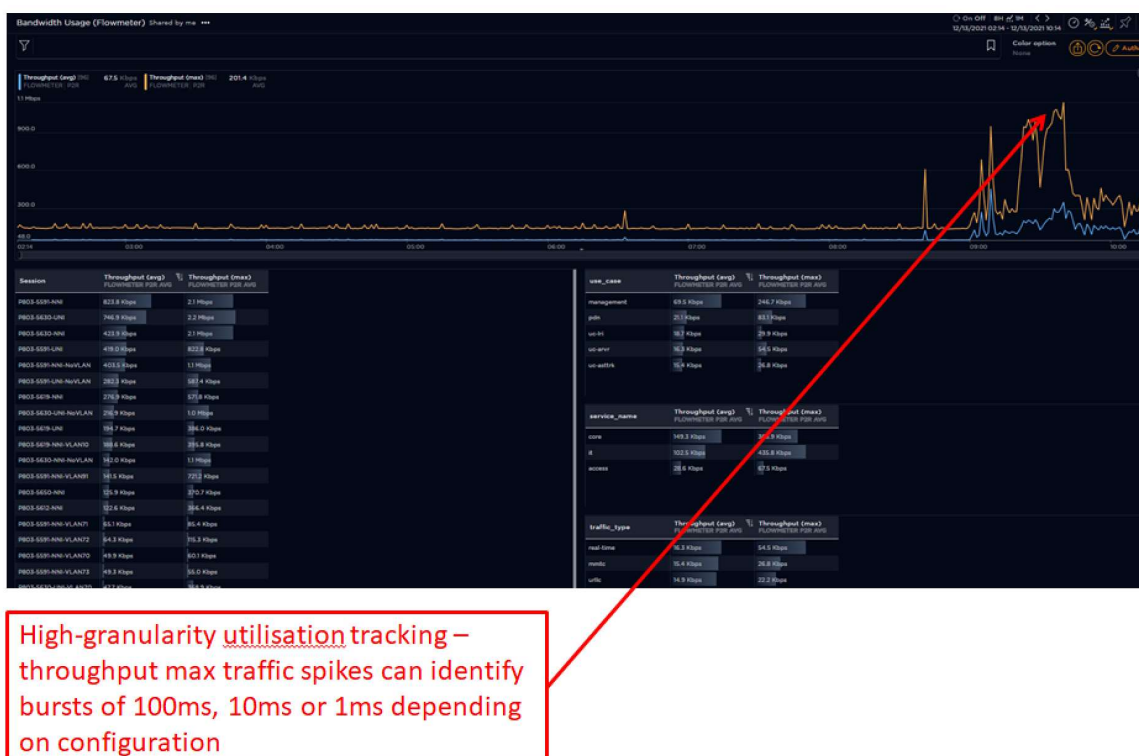 Bandwidth Usage (Flowmeter) Shared by me •••
On Off 8H 1M < >
12/13/2021 02:14 - 12/13/2021 10:14
Color option
None
Throughput (avg) [96] 67.5 Kbps Throughput (max) [96] 201.4 Kbps
FLOWMETER P2R AVG FLOWMETER P2R AVG
1.1 Mbps
900.0
600.0
300.0
48.0
02:14 03:00 04:00 05:00 06:00 07:00 08:00 09:00 10:00
Session Throughput (avg) Throughput (max)
FLOWMETER P2R AVG FLOWMETER P2R AVG
P803-5591-NNI 823.8 Kbps 2.1 Mbps
P803-5630-UNI 746.9 Kbps 2.2 Mbps
P803-5630-NNI 423.9 Kbps 2.1 Mbps
P803-5591-UNI 419.0 Kbps 822.8 Kbps
P803-5591-NNI-NoVLAN 403.5 Kbps 1.1 Mbps
P803-5591-UNI-NoVLAN 282.3 Kbps 587.4 Kbps
P803-5619-NNI 276.9 Kbps 571.8 Kbps
P803-5630-UNI-NoVLAN 216.9 Kbps 1.0 Mbps
P803-5619-UNI 194.7 Kbps 386.0 Kbps
P803-5619-NNI-VLAN10 188.6 Kbps 395.8 Kbps
P803-5630-NNI-NoVLAN 142.0 Kbps 1.1 Mbps
P803-5591-NNI-VLAN91 141.5 Kbps 721.2 Kbps
P803-5650-NNI 125.9 Kbps 370.7 Kbps
P803-5612-NNI 122.6 Kbps 366.4 Kbps
P803-5591-NNI-VLAN71 65.1 Kbps 85.4 Kbps
P803-5591-NNI-VLAN72 64.3 Kbps 115.3 Kbps
P803-5591-NNI-VLAN70 49.9 Kbps 60.1 Kbps
P803-5591-NNI-VLAN73 49.3 Kbps 55.0 Kbps
use_case Throughput (avg) Throughput (max)
FLOWMETER P2R AVG FLOWMETER P2R AVG
management 69.5 Kbps 246.7 Kbps
pdn 21.1 Kbps 83.1 Kbps
18.7 Kbps 29.9 Kbps
uc-arvr 16.3 Kbps 54.5 Kbps
uc-asttrk 15.4 Kbps 26.8 Kbps
service_name Throughput (avg) Throughput (max)
FLOWMETER P2R AVG FLOWMETER P2R AVG
core 149.3 Kbps Kbps
it 102.5 Kbps 435.8 Kbps
access 28.6 Kbps 67.5 Kbps
traffic_type Throughput (avg) Throughput (max)
FLOWMETER P2R AVG FLOWMETER P2R AVG
real-time 16.3 Kbps 54.5 Kbps
mmtc 15.4 Kbps 26.8 Kbps
urllc 14.9 Kbps 22.2 Kbps
High-granularity utilisation tracking –
throughput max traffic spikes can identify
bursts of 100ms, 10ms or 1ms depending
on configuration